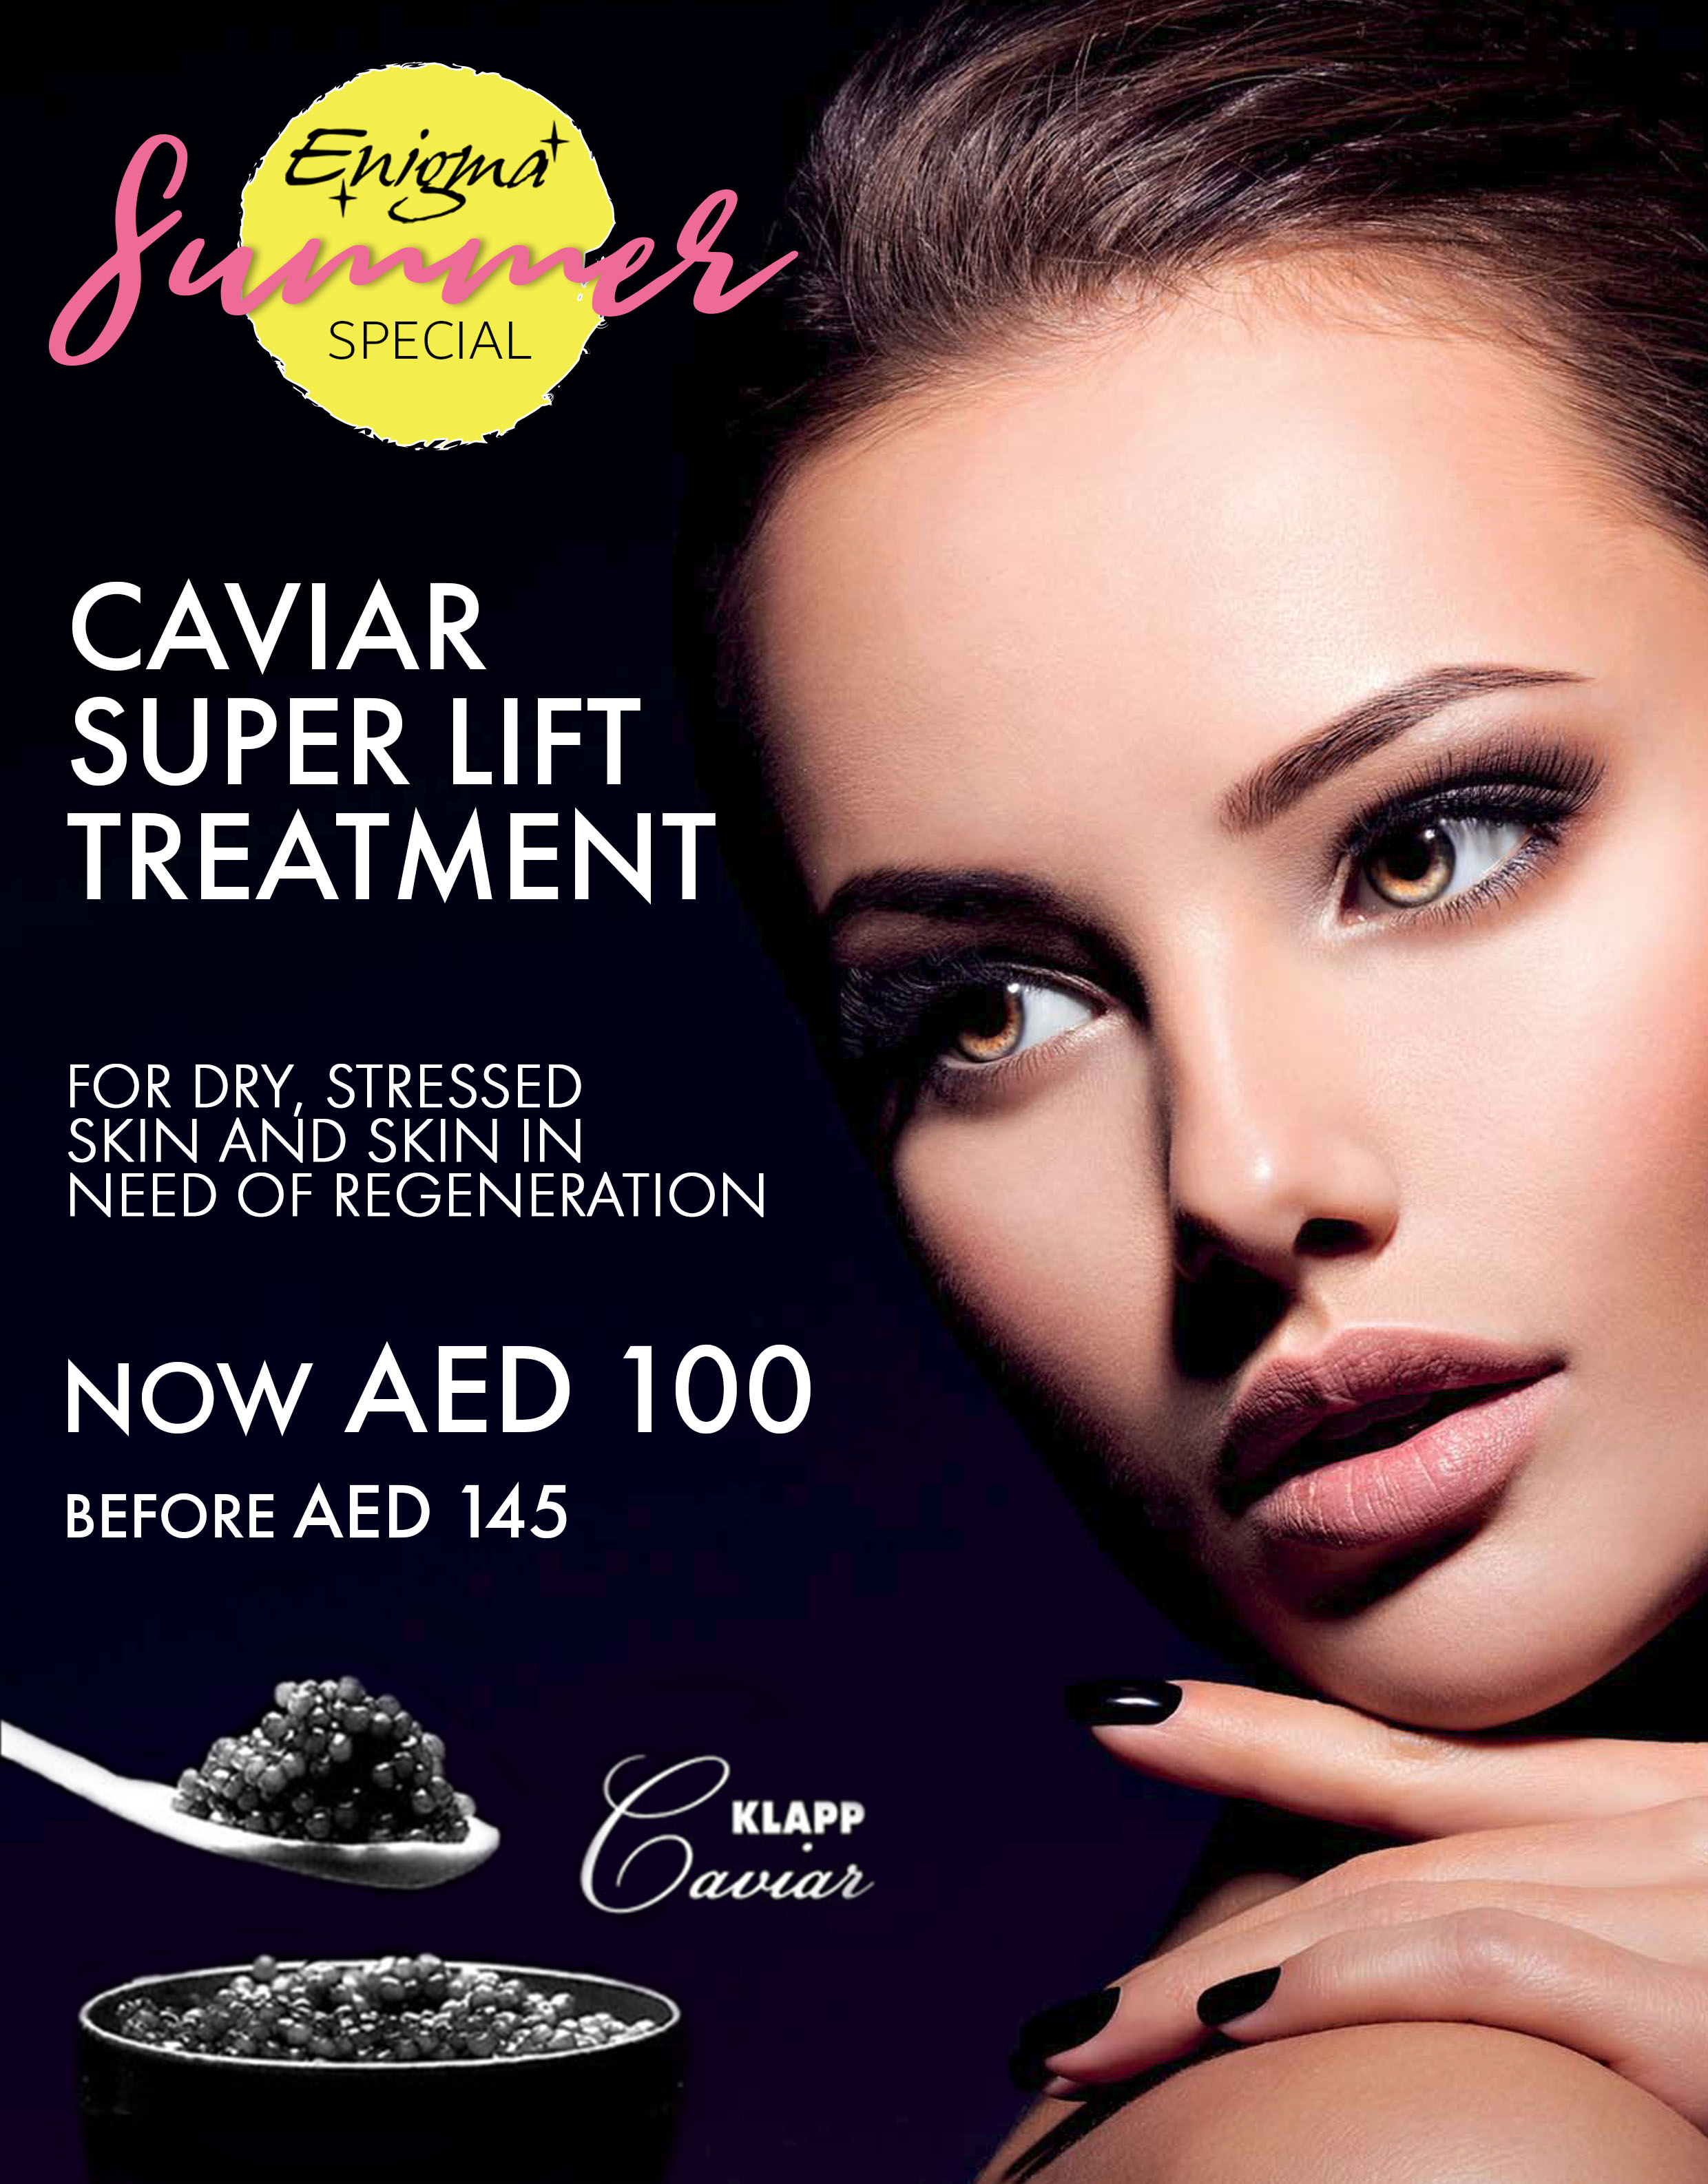 Enigma
Summer
SPECIAL
CAVIAR
SUPER LIFT
TREATMENT
FOR DRY, STRESSED
SKIN AND SKIN IN
NEED OF REGENERATION
NOW AED 100
BEFORE AED 145
KLAPP
Caviar